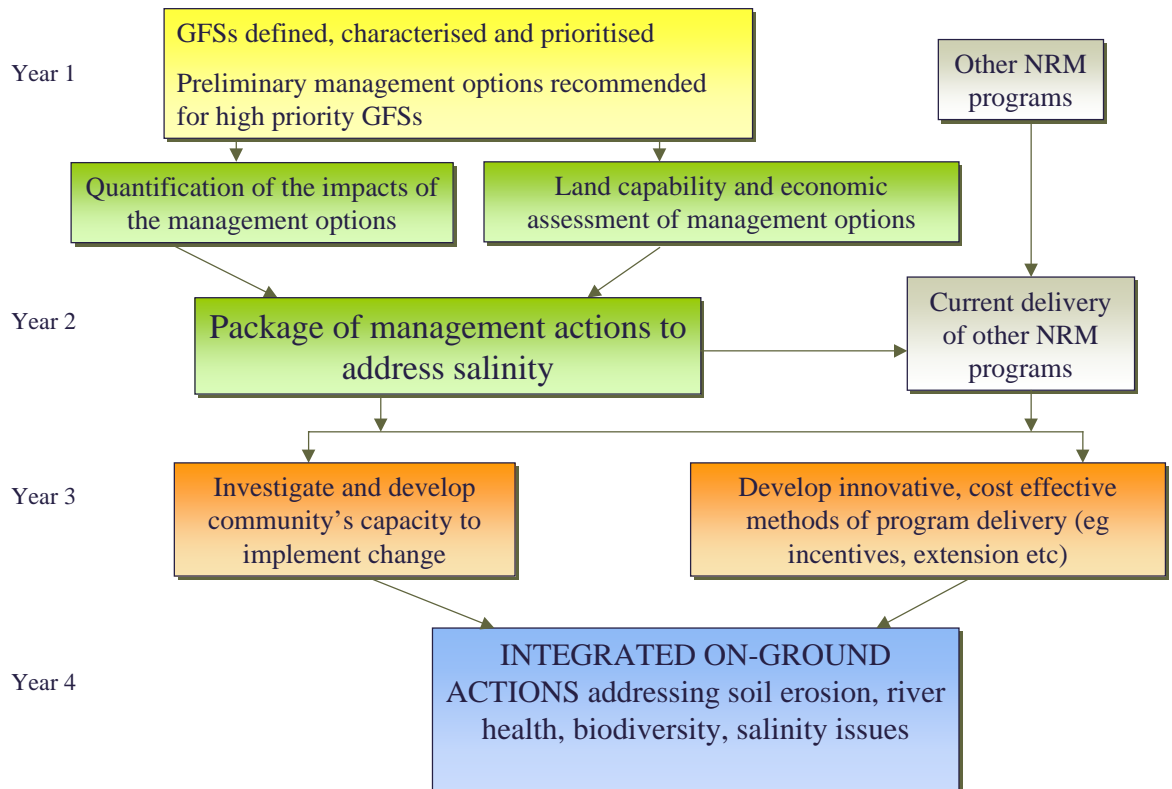 Year 1
GFSs defined, characterised and prioritised
Preliminary management options recommended
for high priority GFSs
Other NRM
programs
Quantification of the impacts of
the management options
Land capability and economic
assessment of management options
Year 2
Package of management actions to
address salinity
Current delivery
of other NRM
programs
Year 3
Investigate and develop
community’s capacity to
implement change
Develop innovative, cost effective
methods of program delivery (eg
incentives, extension etc)
Year 4
INTEGRATED ON-GROUND
ACTIONS addressing soil erosion, river
health, biodiversity, salinity issues